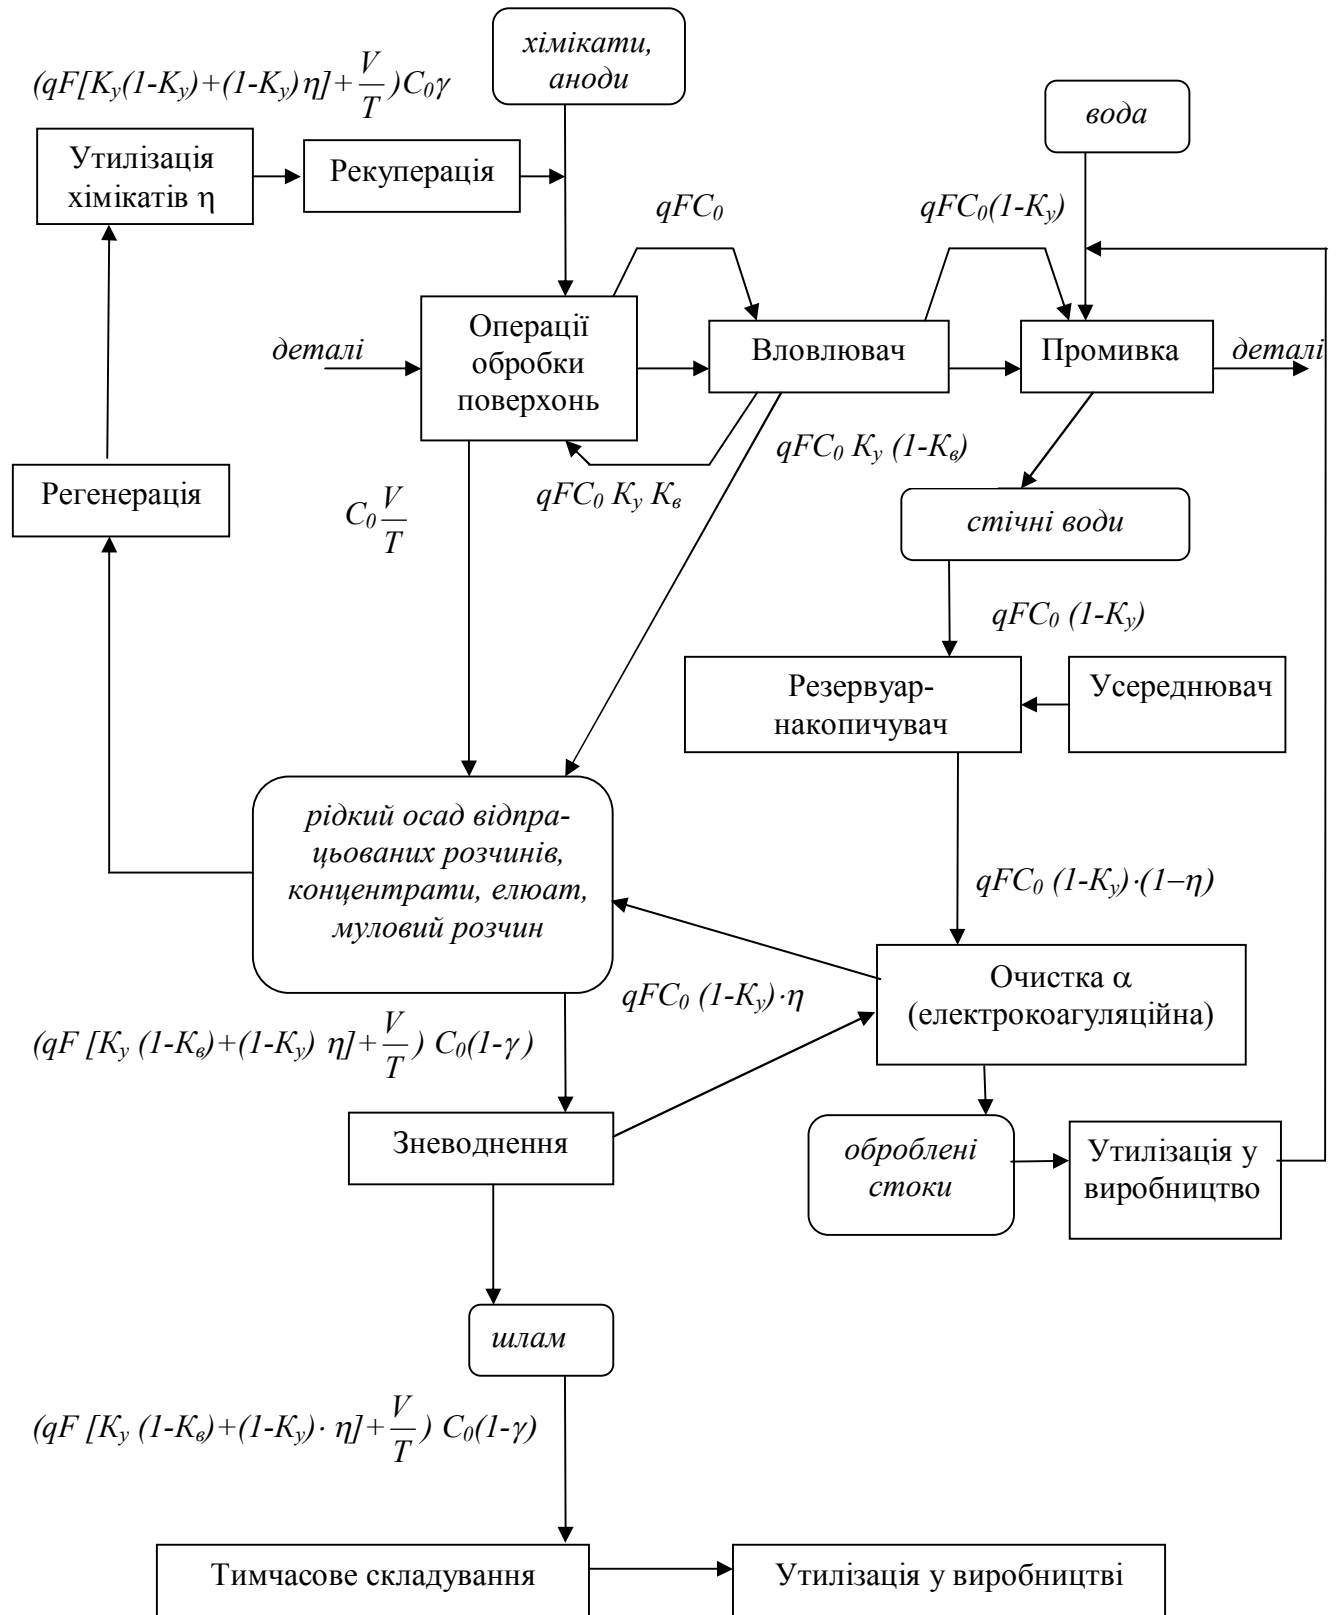 хімікати,
аноди
(qF[Kу(1-Kу)+(1-Kу)η]+V/T)C₀γ
вода
Утилізація
хімікатів η
Рекуперація
qFC₀
qFC₀(1-Kу)
Операції
обробки
поверхонь
деталі
Вловлювач
Промивка
деталі
qFC₀ Kу (1-Kв)
Регенерація
C₀ V/T
qFC₀ Kу Kв
стічні води
qFC₀ (1-Kу)
Резервуар-
накопичувач
Усереднювач
рідкий осад відпра-
цьованих розчинів,
концентрати, елюат,
муловий розчин
qFC₀ (1-Kу)·(1–η)
Очистка α
(електрокоагуляційна)
qFC₀ (1-Kу)·η
(qF [Kу (1-Kв)+(1-Kу) η]+V/T) C₀(1-γ)
Зневоднення
оброблені
стоки
Утилізація у
виробництво
шлам
(qF [Kу (1-Kв)+(1-Kу)· η]+V/T) C₀(1-γ)
Тимчасове складування
Утилізація у виробництві